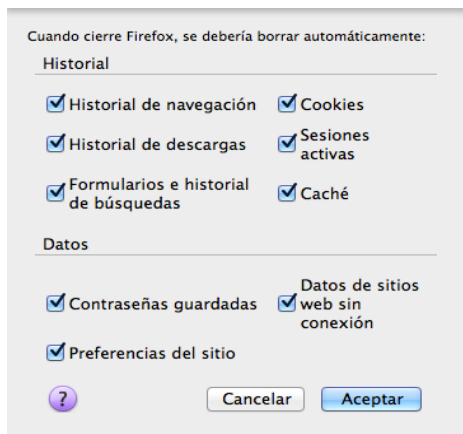 Cuando cierre Firefox, se debería borrar automáticamente:
Historial
Historial de navegación
Cookies
Historial de descargas
Sesiones
activas
Formularios e historial
de búsquedas
Caché
Datos
Contraseñas guardadas
Datos de sitios
web sin
conexión
Preferencias del sitio
?
Cancelar
Aceptar